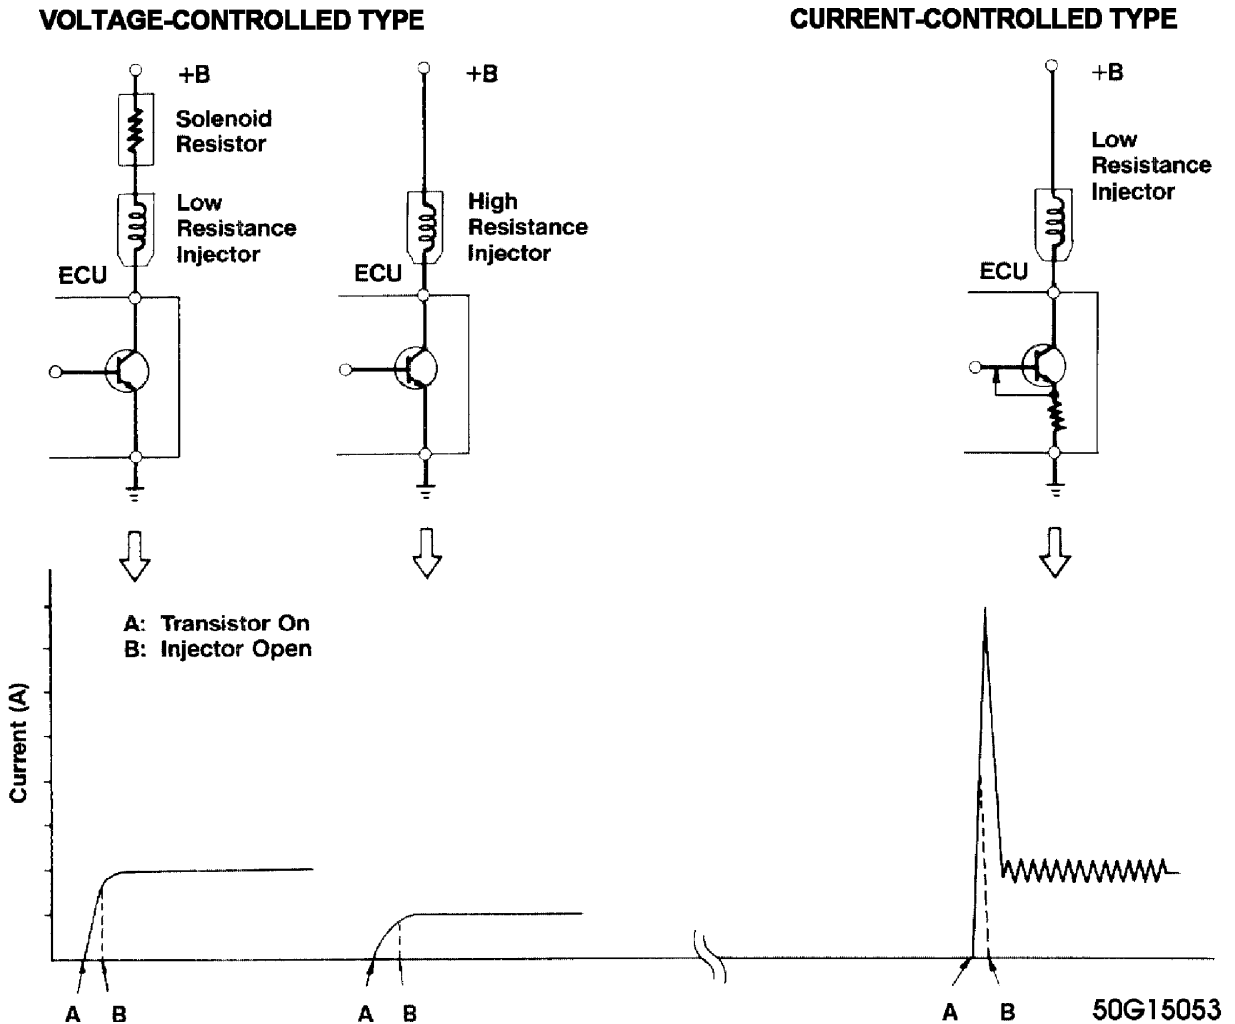 VOLTAGE-CONTROLLED TYPE
CURRENT-CONTROLLED TYPE
+B
Solenoid
Resistor
Low
Resistance
Injector
ECU
+B
High
Resistance
Injector
ECU
+B
Low
Resistance
Injector
ECU
A: Transistor On
B: Injector Open
Current (A)
A B
A B
A B
50G15053